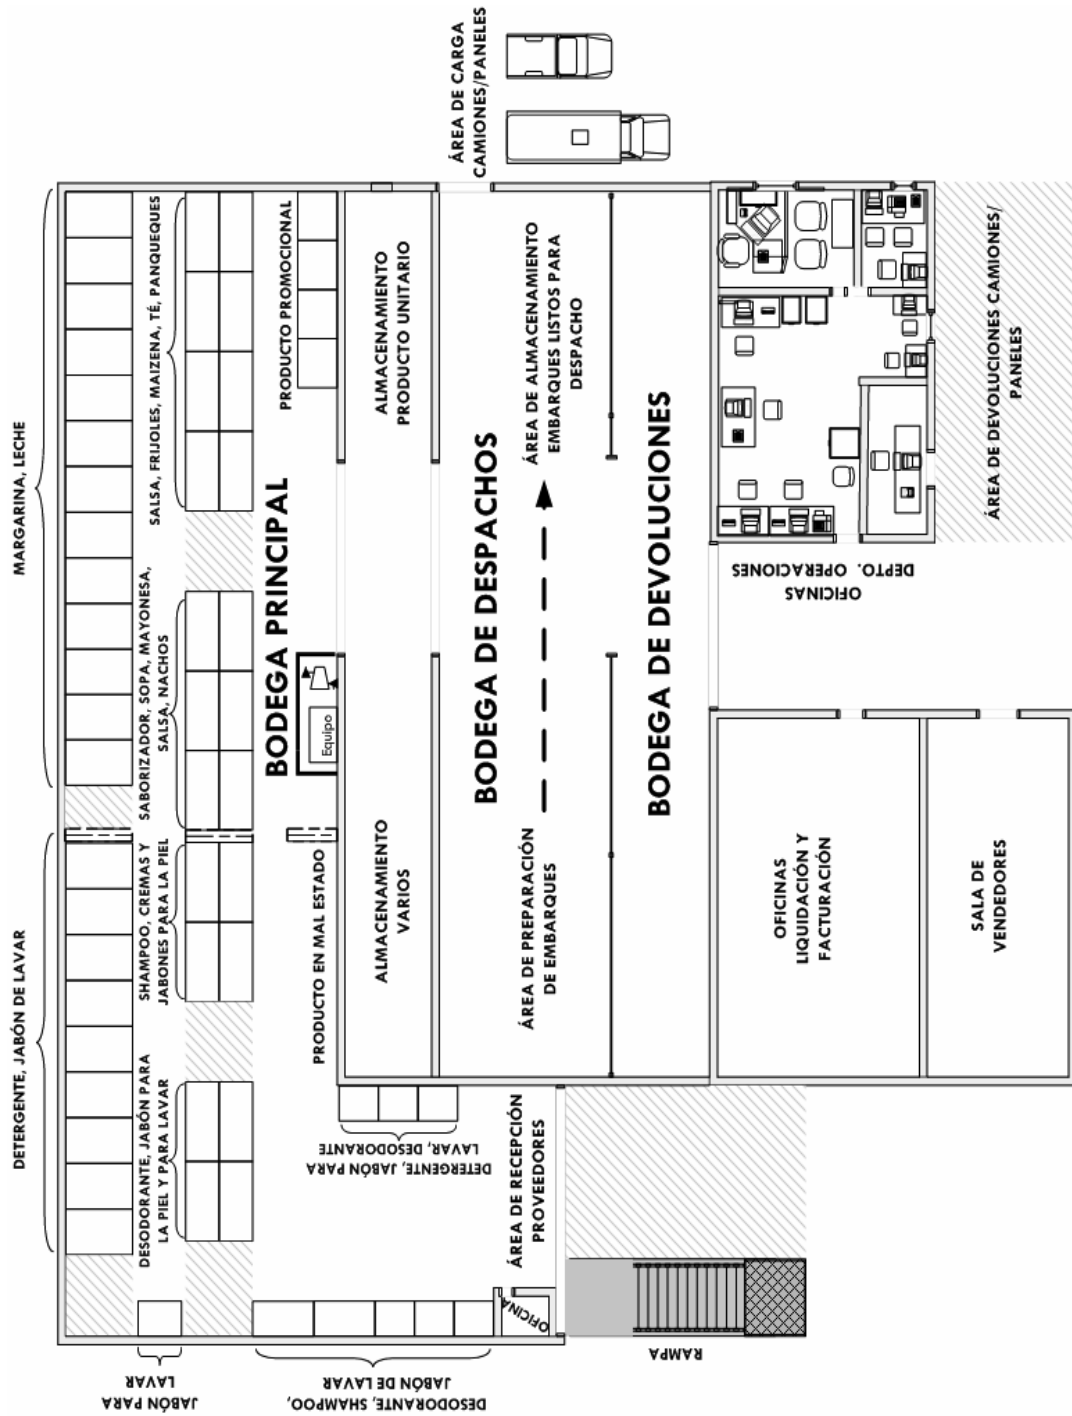 ÁREA DE CARGA
CAMIONES/PANELES
MARGARINA, LECHE
SALSA, FRIJOLES, MAIZENA, TÉ, PANQUEQUES
PRODUCTO PROMOCIONAL
ALMACENAMIENTO
PRODUCTO UNITARIO
ÁREA DE ALMACENAMIENTO
EMBARQUES LISTOS PARA
DESPACHO
ÁREA DE DEVOLUCIONES CAMIONES/
PANELES
SABORIZADOR, SOPA, MAYONESA,
SALSA, NACHOS
BODEGA PRINCIPAL
Equipo
BODEGA DE DESPACHOS
BODEGA DE DEVOLUCIONES
OFICINAS
DEPTO. OPERACIONES
DETERGENTE, JABÓN DE LAVAR
SHAMPOO, CREMAS Y
JABONES PARA LA PIEL
PRODUCTO EN MAL ESTADO
ALMACENAMIENTO
VARIOS
ÁREA DE PREPARACIÓN
DE EMBARQUES
OFICINAS
LIQUIDACIÓN Y
FACTURACIÓN
SALA DE
VENDEDORES
DESODORANTE, JABÓN PARA
LA PIEL Y PARA LAVAR
DETERGENTE, JABÓN PARA
LAVAR, DESODORANTE
ÁREA DE RECEPCIÓN
PROVEEDORES
OFICINA
RAMPA
JABÓN PARA
LAVAR
DESODORANTE, SHAMPOO,
JABÓN DE LAVAR